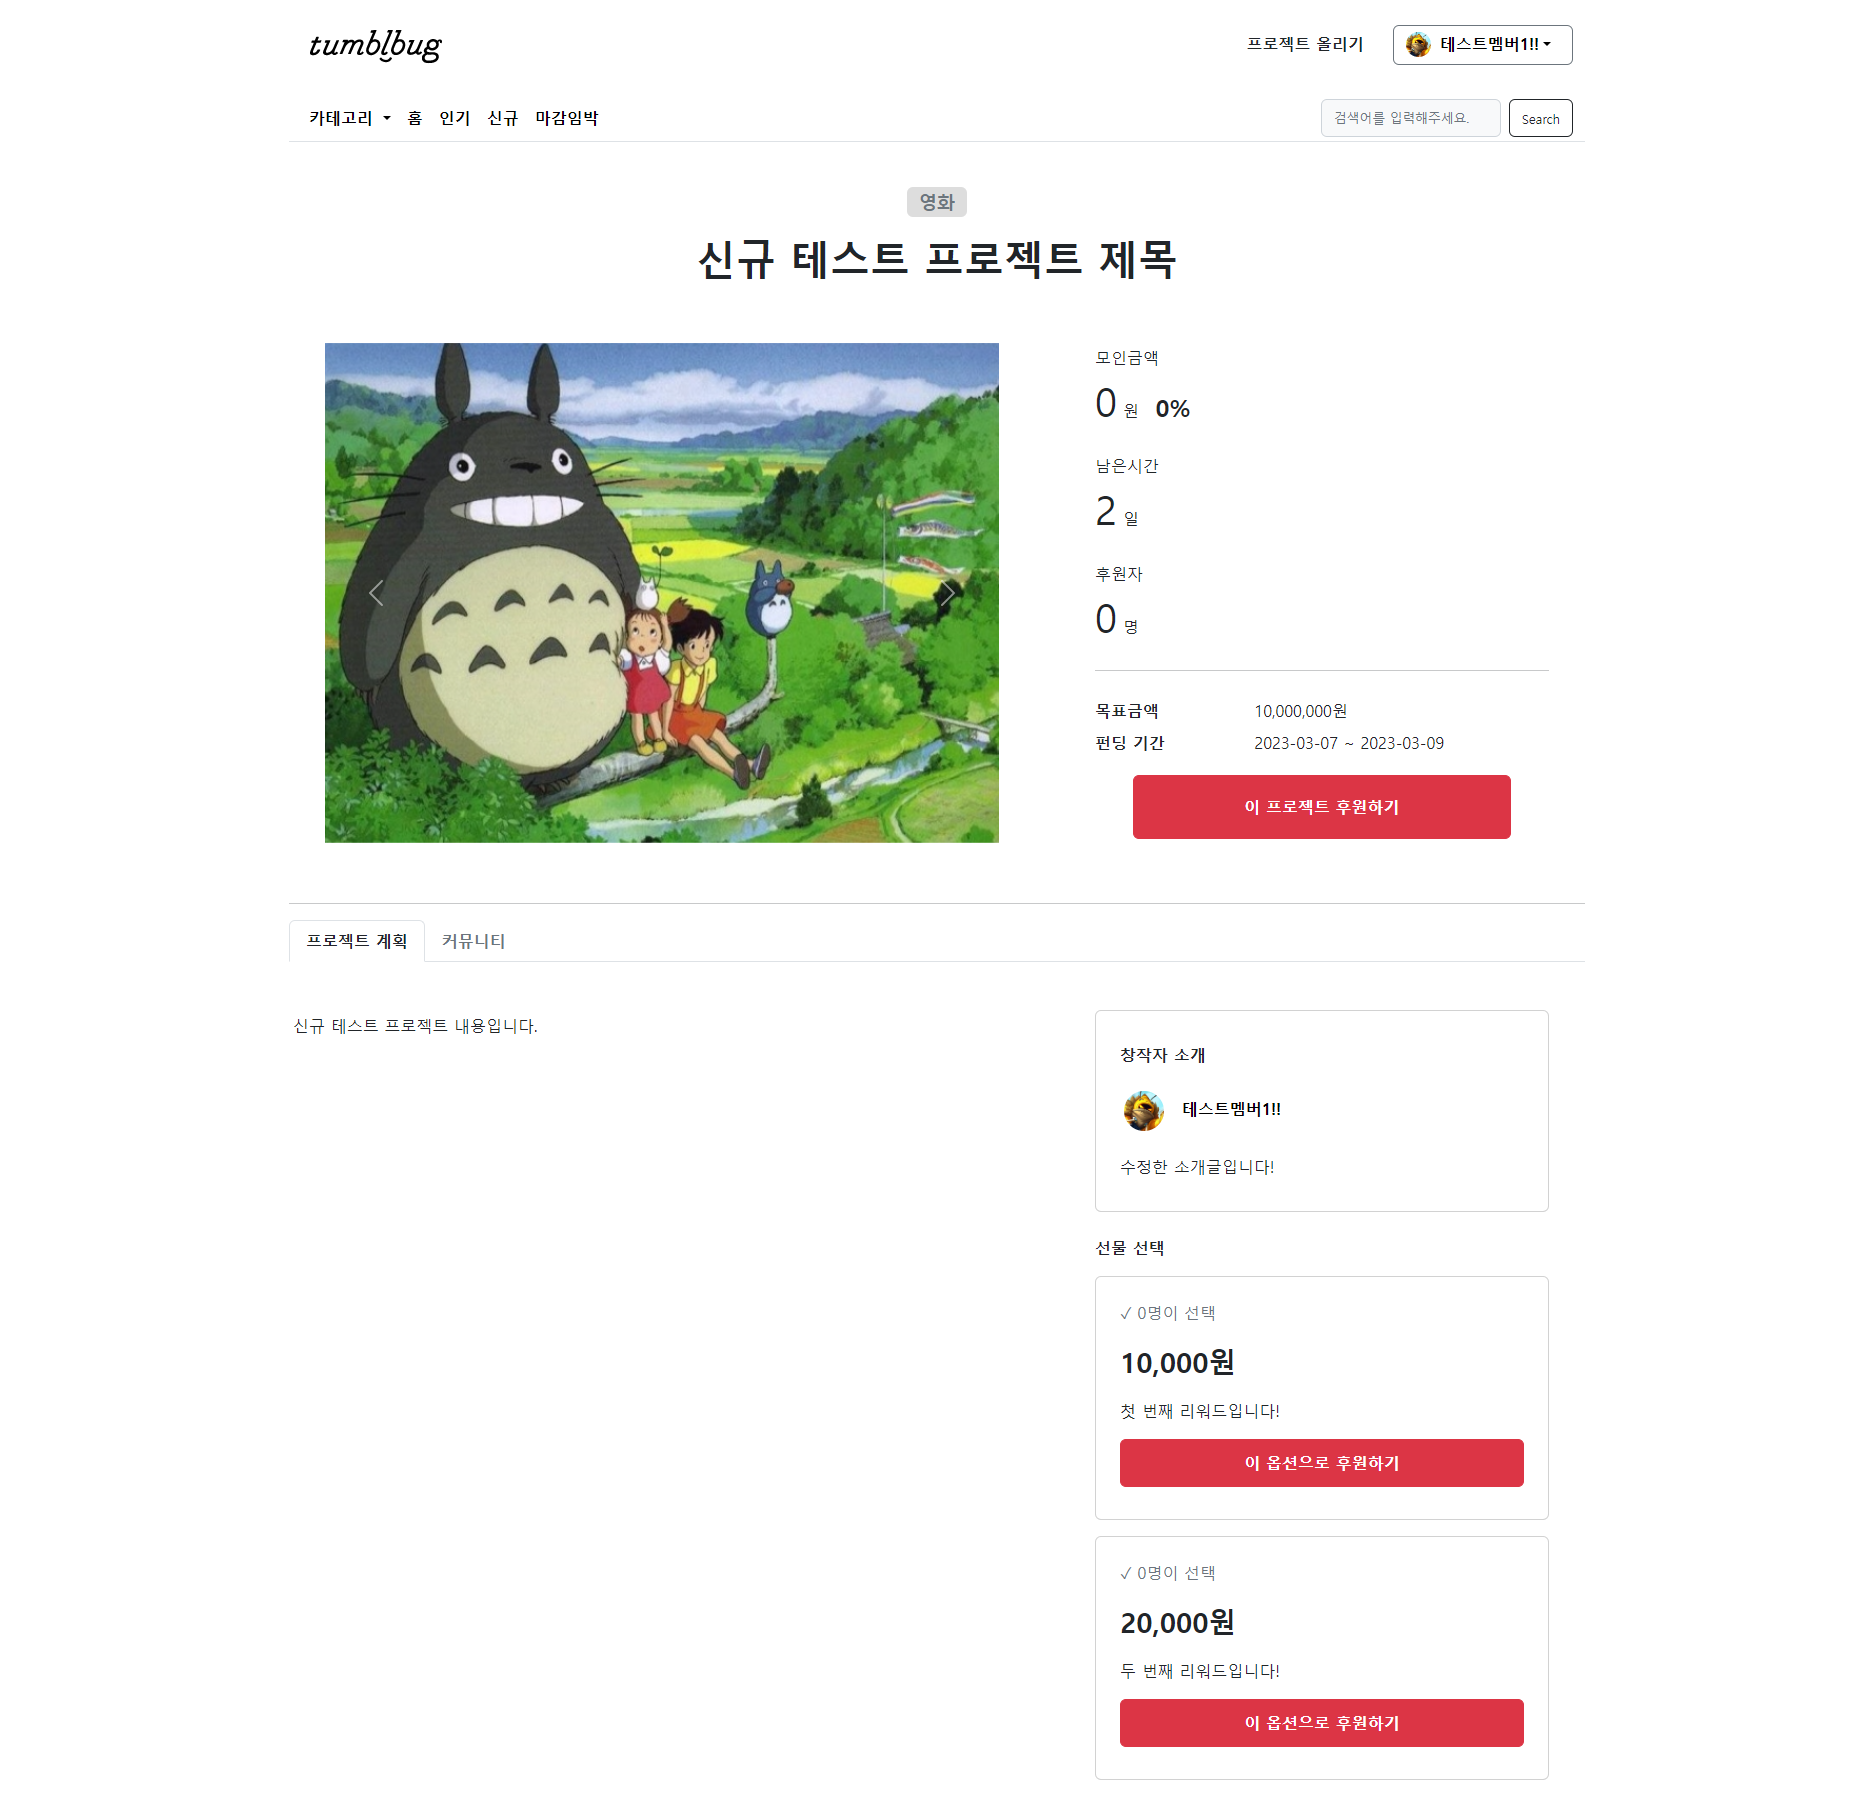 tumblbug
프로젝트 올리기
테스트멤버1!!
카테고리 홈 인기 신규 마감임박
검색어를 입력해주세요.
Search
영화
신규 테스트 프로젝트 제목
모인금액
0 원 0%
남은시간
2 일
후원자
0 명
목표금액 10,000,000원
펀딩 기간 2023-03-07 ~ 2023-03-09
이 프로젝트 후원하기
프로젝트 계획 커뮤니티
신규 테스트 프로젝트 내용입니다.
창작자 소개
테스트멤버1!!
수정한 소개글입니다!
선물 선택
✓ 0명이 선택
10,000원
첫 번째 리워드입니다!
이 옵션으로 후원하기
✓ 0명이 선택
20,000원
두 번째 리워드입니다!
이 옵션으로 후원하기